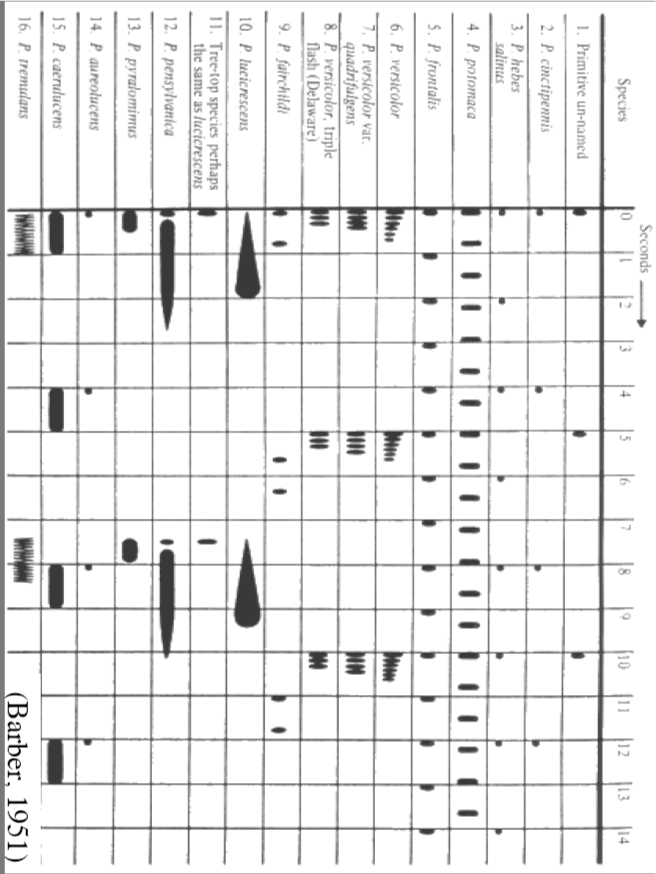 Seconds
Species
0 1 2 3 4 5 6 7 8 9 10 11 12 13 14
1. Primitive un-named
2. P. cinctipennis
3. P hebes
salinus
4. P. potomaca
5. P. frontalis
6. P. versicolor
7. P. versicolor var.
quadrifulgens
8. P. versicolor, triple
flash (Delaware)
9. P. fairchildi
10. P. lucicrescens
11. Tree-top species perhaps
the same as lucicrescens
12. P. pensylvanica
13. P. pyralomimus
14. P. aureolucens
15. P. caerulucens
16. P. tremulans
(Barber, 1951)